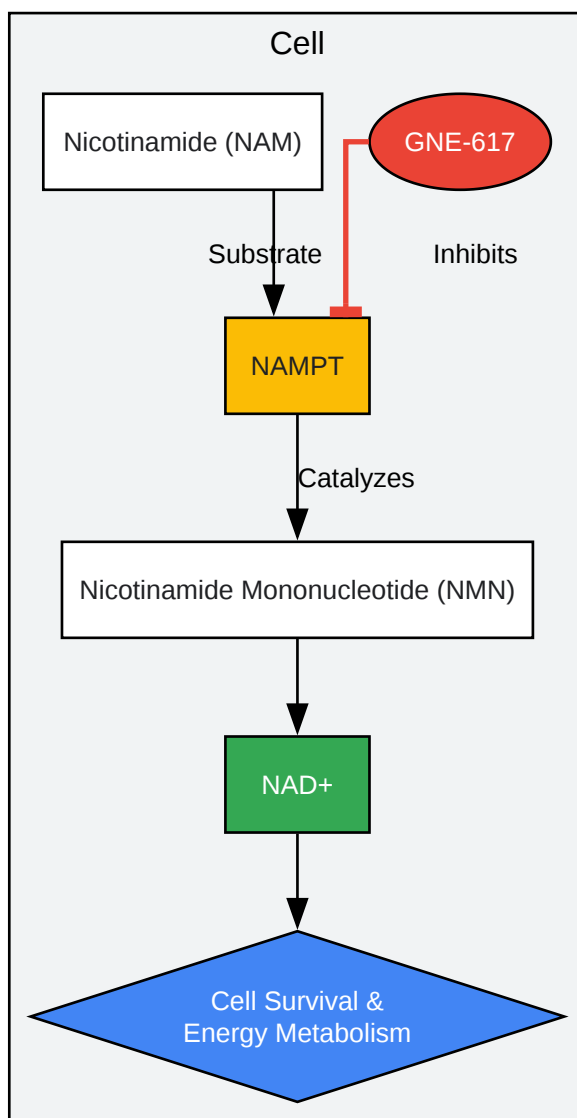 Cell
Nicotinamide (NAM)
GNE-617
Substrate
Inhibits
NAMPT
Catalyzes
Nicotinamide Mononucleotide (NMN)
NAD+
Cell Survival &
Energy Metabolism